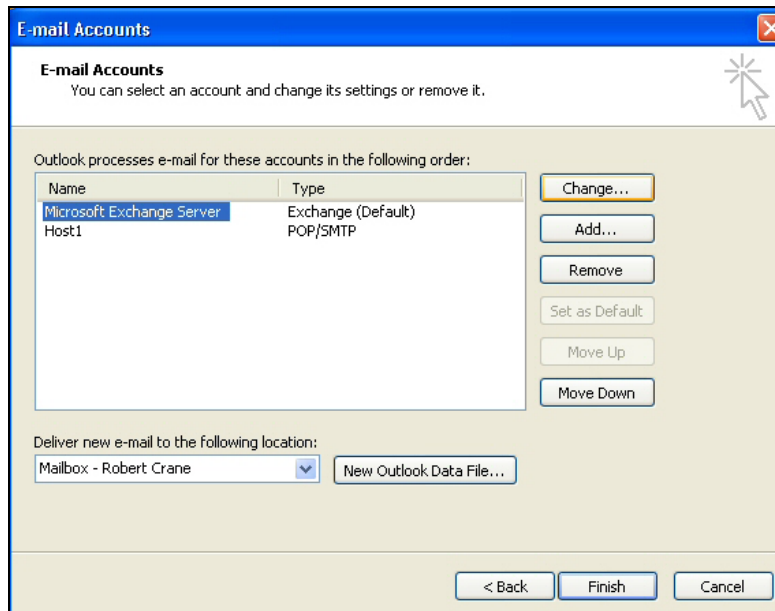 E-mail Accounts
E-mail Accounts
You can select an account and change its settings or remove it.
Outlook processes e-mail for these accounts in the following order:
Name Type
Microsoft Exchange Server Exchange (Default)
Host1 POP/SMTP
Change...
Add...
Remove
Set as Default
Move Up
Move Down
Deliver new e-mail to the following location:
Mailbox - Robert Crane New Outlook Data File...
< Back Finish Cancel